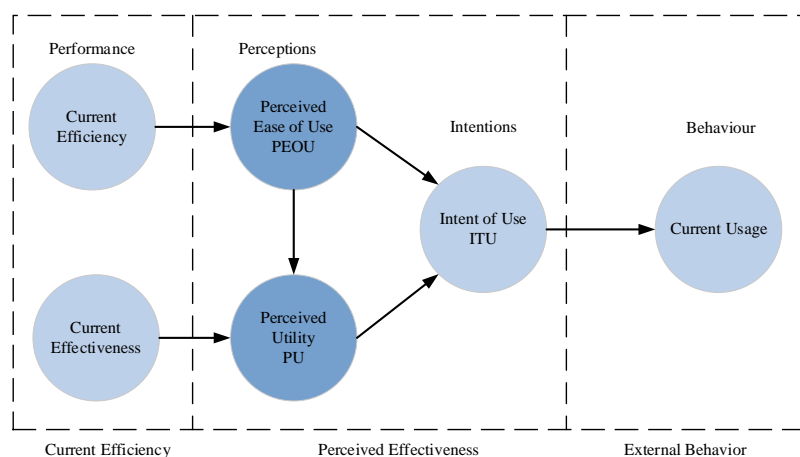 Performance
Perceptions
Current
Efficiency
Perceived
Ease of Use
PEOU
Intentions
Behaviour
Intent of Use
ITU
Current Usage
Current
Effectiveness
Perceived
Utility
PU
Current Efficiency
Perceived Effectiveness
External Behavior